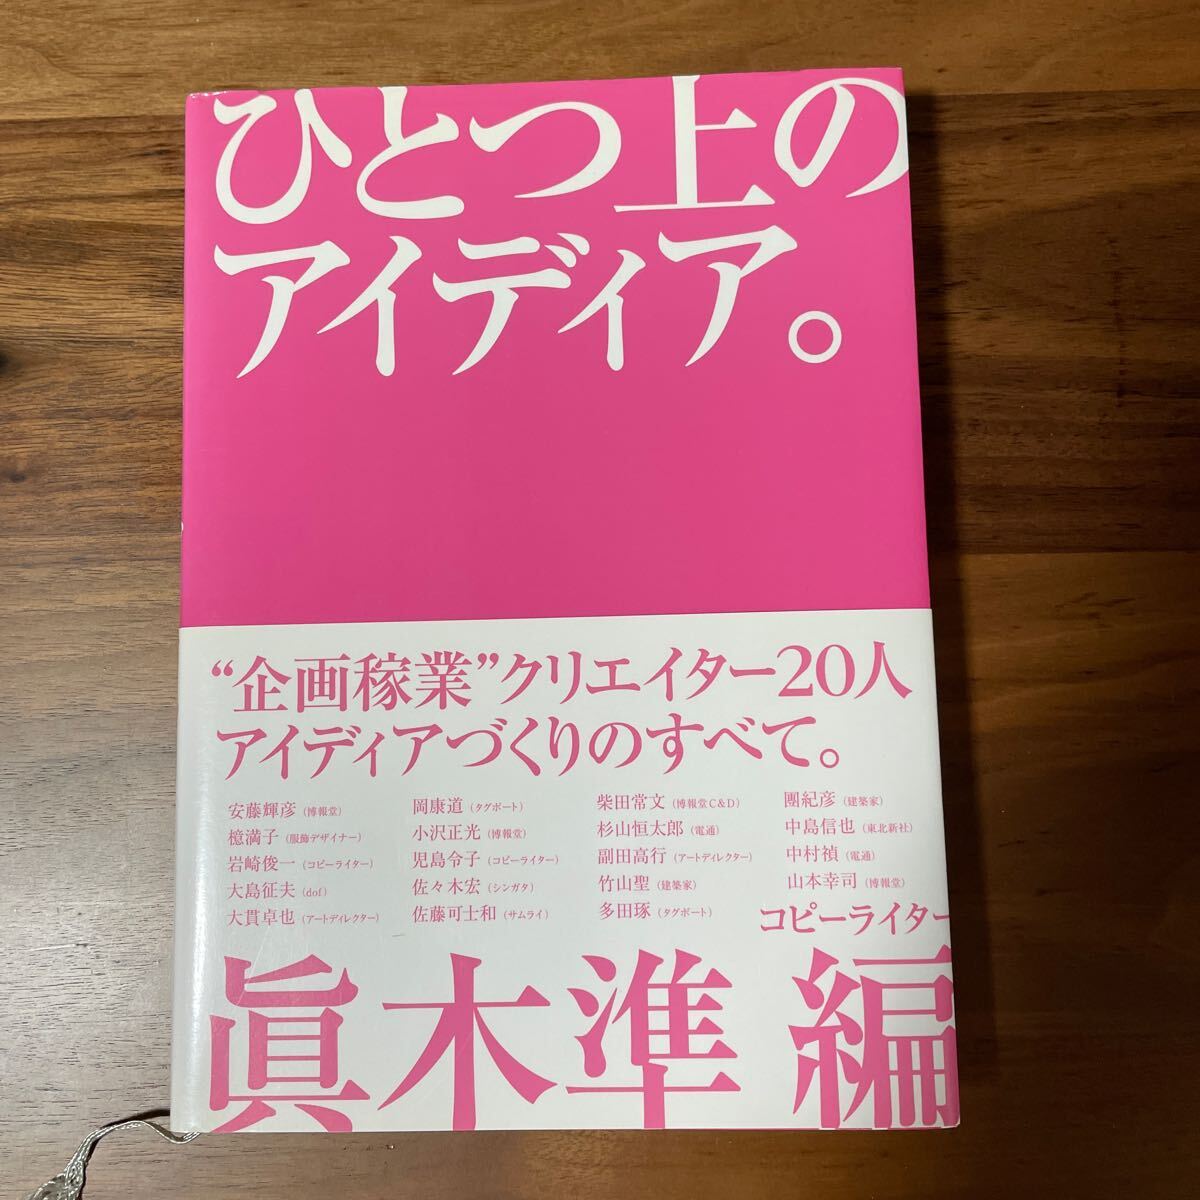 ひとつ上の
アイディア。
“企画稼業”クリエイター20人
アイディアづくりのすべて。
安藤輝彦（博報堂）
檍満子（服飾デザイナー）
岩崎俊一（コピーライター）
大島征夫（dof）
大貫卓也（アートディレクター）
岡康道（タグボート）
小沢正光（博報堂）
児島令子（コピーライター）
佐々木宏（シンガタ）
佐藤可士和（サムライ）
柴田常文（博報堂C&D）
杉山恒太郎（電通）
副田高行（アートディレクター）
竹山聖（建築家）
多田琢（タグボート）
團紀彦（建築家）
中島信也（東北新社）
中村禎（電通）
山本幸司（博報堂）
コピーライター
眞木準 編